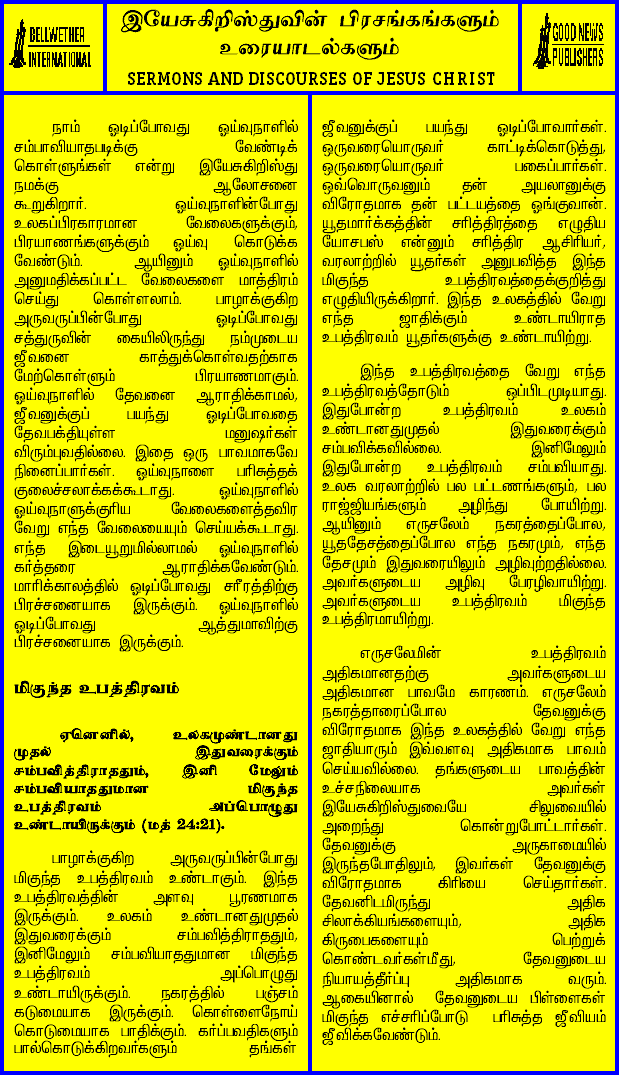 BELLWETHER
INTERNATIONAL
இயேசுகிறிஸ்துவின் பிரசங்கங்களும்
உரையாடல்களும்
SERMONS AND DISCOURSES OF JESUS CHRIST
GOOD NEWS
PUBLISHERS
நாம் ஓடிப்போவது ஓய்வுநாளில்
சம்பாவியாதபடிக்கு வேண்டிக்
கொள்ளுங்கள் என்று இயேசுகிறிஸ்து
நமக்கு ஆலோசனை
கூறுகிறார். ஓய்வுநாளின்போது
உலகப்பிரகாரமான வேலைகளுக்கும்,
பிரயாணங்களுக்கும் ஓய்வு கொடுக்க
வேண்டும். ஆயினும் ஓய்வுநாளில்
அனுமதிக்கப்பட்ட வேலைகளை மாத்திரம்
செய்து கொள்ளலாம். பாழாக்குகிற
அருவருப்பின்போது ஓடிப்போவது
சத்துருவின் கையிலிருந்து நம்முடைய
ஜீவனை காத்துக்கொள்வதற்காக
மேற்கொள்ளும் பிரயாணமாகும்.
ஓய்வுநாளில் தேவனை ஆராதிக்காமல்,
ஜீவனுக்குப் பயந்து ஓடிப்போவதை
தேவபக்தியுள்ள மனுஷர்கள்
விரும்புவதில்லை. இதை ஒரு பாவமாகவே
நினைப்பார்கள். ஓய்வுநாளை பரிசுத்தக்
குலைச்சலாக்கக்கூடாது. ஓய்வுநாளில்
ஓய்வுநாளுக்குரிய வேலைகளைத்தவிர
வேறு எந்த வேலையையும் செய்யக்கூடாது.
எந்த இடையூறுமில்லாமல் ஓய்வுநாளில்
கர்த்தரை ஆராதிக்கவேண்டும்.
மாரிக்காலத்தில் ஓடிப்போவது சரீரத்திற்கு
பிரச்சனையாக இருக்கும். ஓய்வுநாளில்
ஓடிப்போவது ஆத்துமாவிற்கு
பிரச்சனையாக இருக்கும்.
மிகுந்த உபத்திரவம்
ஏனெனில், உலகமுண்டானது
முதல் இதுவரைக்கும்
சம்பவித்திராததும், இனி மேலும்
சம்பவியாததுமான மிகுந்த
உபத்திரவம் அப்பொழுது
உண்டாயிருக்கும் (மத் 24:21).
பாழாக்குகிற அருவருப்பின்போது
மிகுந்த உபத்திரவம் உண்டாகும். இந்த
உபத்திரவத்தின் அளவு பூரணமாக
இருக்கும். உலகம் உண்டானதுமுதல்
இதுவரைக்கும் சம்பவித்திராததும்,
இனிமேலும் சம்பவியாததுமான மிகுந்த
உபத்திரவம் அப்பொழுது
உண்டாயிருக்கும். நகரத்தில் பஞ்சம்
கடுமையாக இருக்கும். கொள்ளைநோய்
கொடுமையாக பாதிக்கும். கர்ப்பவதிகளும்
பால்கொடுக்கிறவர்களும் தங்கள்
ஜீவனுக்குப் பயந்து ஓடிப்போவார்கள்.
ஒருவரையொருவர் காட்டிக்கொடுத்து,
ஒருவரையொருவர் பகைப்பார்கள்.
ஒவ்வொருவனும் தன் அயலானுக்கு
விரோதமாக தன் பட்டயத்தை ஓங்குவான்.
யூதமார்க்கத்தின் சரித்திரத்தை எழுதிய
யோசபஸ் என்னும் சரித்திர ஆசிரியர்,
வரலாற்றில் யூதர்கள் அனுபவித்த இந்த
மிகுந்த உபத்திரவத்தைக்குறித்து
எழுதியிருக்கிறார். இந்த உலகத்தில் வேறு
எந்த ஜாதிக்கும் உண்டாயிராத
உபத்திரவம் யூதர்களுக்கு உண்டாயிற்று.
இந்த உபத்திரவத்தை வேறு எந்த
உபத்திரவத்தோடும் ஒப்பிடமுடியாது.
இதுபோன்ற உபத்திரவம் உலகம்
உண்டானதுமுதல் இதுவரைக்கும்
சம்பவிக்கவில்லை. இனிமேலும்
இதுபோன்ற உபத்திரவம் சம்பவியாது.
உலக வரலாற்றில் பல பட்டணங்களும், பல
ராஜ்ஜியங்களும் அழிந்து போயிற்று.
ஆயினும் எருசலேம் நகரத்தைப்போல,
யூததேசத்தைப்போல எந்த நகரமும், எந்த
தேசமும் இதுவரையிலும் அழிவுற்றதில்லை.
அவர்களுடைய அழிவு பேரழிவாயிற்று.
அவர்களுடைய உபத்திரவம் மிகுந்த
உபத்திரமாயிற்று.
எருசலேமின் உபத்திரவம்
அதிகமானதற்கு அவர்களுடைய
அதிகமான பாவமே காரணம். எருசலேம்
நகரத்தாரைப்போல தேவனுக்கு
விரோதமாக இந்த உலகத்தில் வேறு எந்த
ஜாதியாரும் இவ்வளவு அதிகமாக பாவம்
செய்யவில்லை. தங்களுடைய பாவத்தின்
உச்சநிலையாக அவர்கள்
இயேசுகிறிஸ்துவையே சிலுவையில்
அறைந்து கொன்றுபோட்டார்கள்.
தேவனுக்கு அருகாமையில்
இருந்தபோதிலும், இவர்கள் தேவனுக்கு
விரோதமாக கிரியை செய்தார்கள்.
தேவனிடமிருந்து அதிக
சிலாக்கியங்களையும், அதிக
கிருபைகளையும் பெற்றுக்
கொண்டவர்கள்மீது, தேவனுடைய
நியாயத்தீர்ப்பு அதிகமாக வரும்.
ஆகையினால் தேவனுடைய பிள்ளைகள்
மிகுந்த எச்சரிப்போடு பரிசுத்த ஜீவியம்
ஜீவிக்கவேண்டும்.